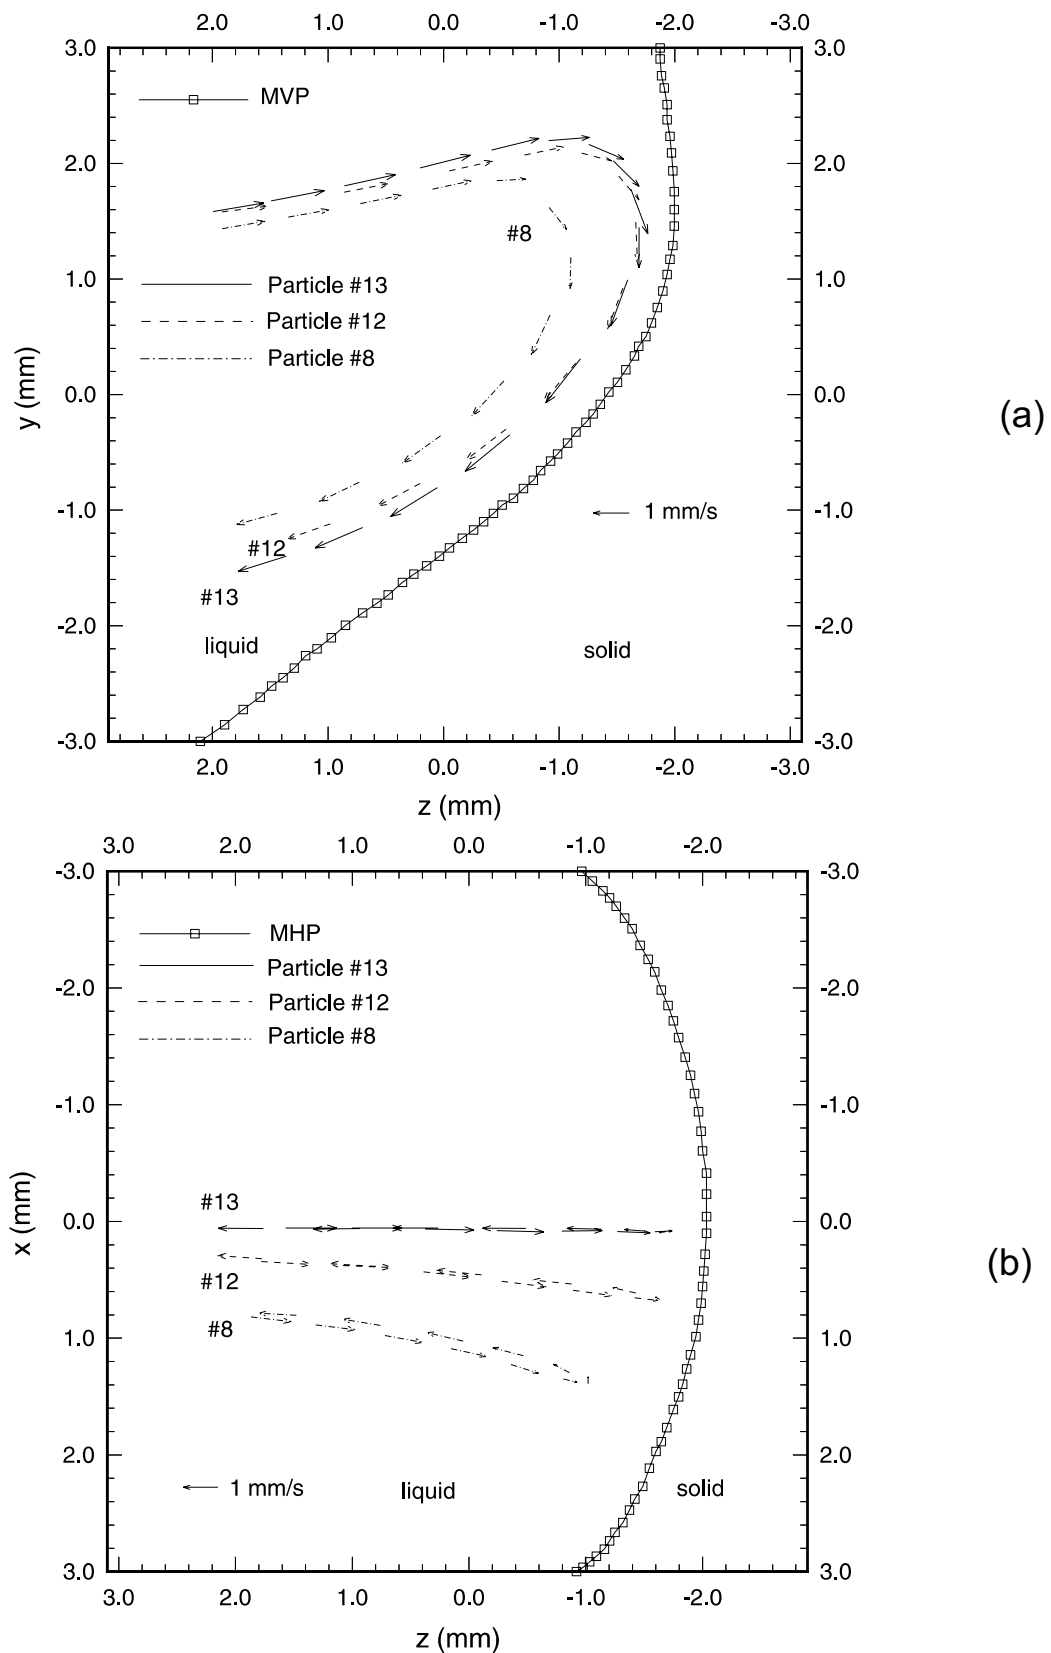 2.0 1.0 0.0 -1.0 -2.0 -3.0
3.0 3.0
MVP
2.0 2.0
#8
1.0 1.0
Particle #13
Particle #12
Particle #8
0.0 0.0
y (mm)
(a)
-1.0 -1.0
1 mm/s
#12
#13
-2.0 -2.0
liquid solid
-3.0 -3.0
2.0 1.0 0.0 -1.0 -2.0 -3.0
z (mm)
3.0 2.0 1.0 0.0 -1.0 -2.0
-3.0 -3.0
MHP
Particle #13
-2.0 -2.0
Particle #12
Particle #8
-1.0 -1.0
#13
0.0 0.0
x (mm)
(b)
#12
#8
1.0 1.0
2.0 2.0
1 mm/s liquid solid
3.0 3.0
3.0 2.0 1.0 0.0 -1.0 -2.0
z (mm)